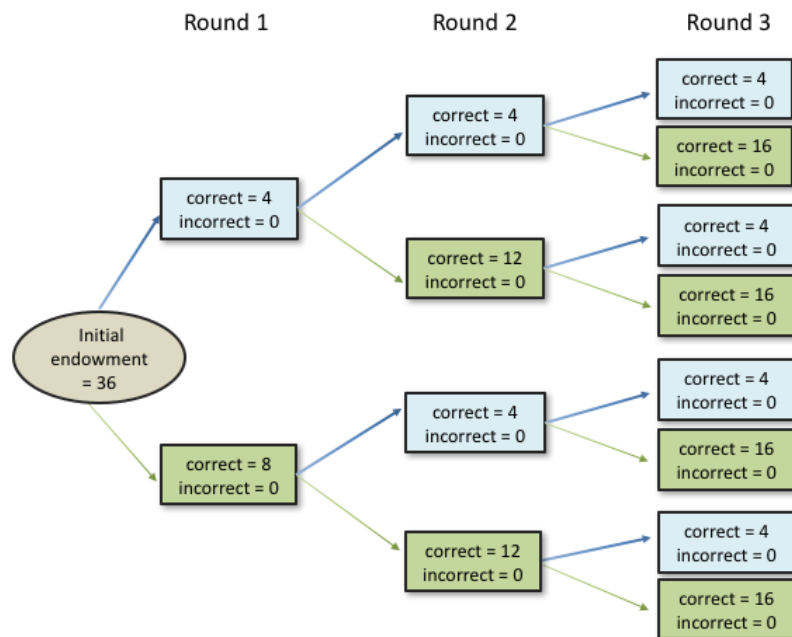 Round 1
Round 2
Round 3
Initial
endowment
= 36
correct = 4
incorrect = 0
correct = 8
incorrect = 0
correct = 4
incorrect = 0
correct = 12
incorrect = 0
correct = 4
incorrect = 0
correct = 12
incorrect = 0
correct = 4
incorrect = 0
correct = 16
incorrect = 0
correct = 4
incorrect = 0
correct = 16
incorrect = 0
correct = 4
incorrect = 0
correct = 16
incorrect = 0
correct = 4
incorrect = 0
correct = 16
incorrect = 0